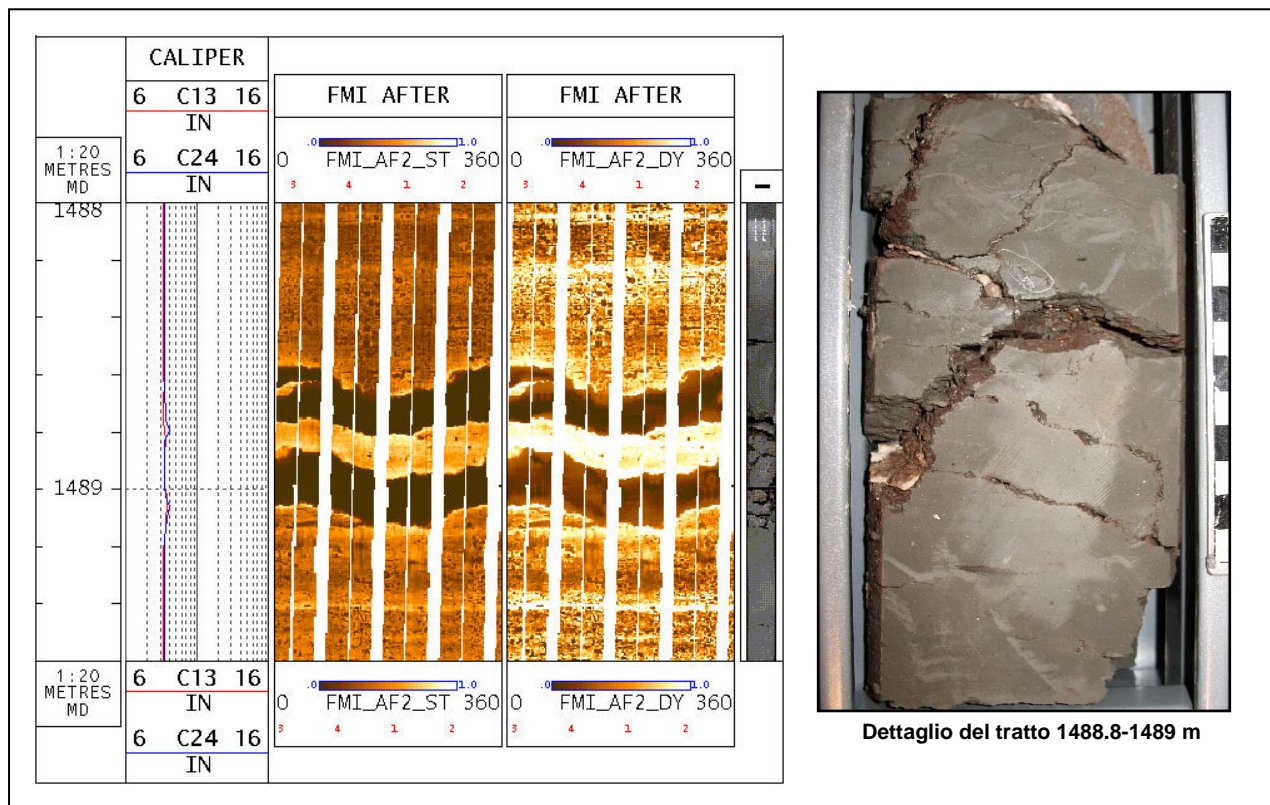 CALIPER
6 C13 16
IN
6 C24 16
IN
1:20
METRES
MD
FMI AFTER
.0 1.0
0 FMI_AF2_ST 360
3 4 1 2
FMI AFTER
.0 1.0
0 FMI_AF2_DY 360
3 4 1 2
1488
1489
1:20
METRES
MD
6 C13 16
IN
6 C24 16
IN
.0 1.0
0 FMI_AF2_ST 360
3 4 1 2
.0 1.0
0 FMI_AF2_DY 360
3 4 1 2
Dettaglio del tratto 1488.8-1489 m